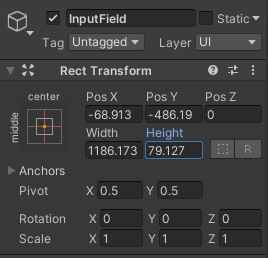 InputField Static
Tag Untagged Layer UI
Rect Transform
center Pos X Pos Y Pos Z
middle -68.913 -486.19 0
Width Height
1186.173 79.127 R
Anchors
Pivot X 0.5 Y 0.5
Rotation X 0 Y 0 Z 0
Scale X 1 Y 1 Z 1